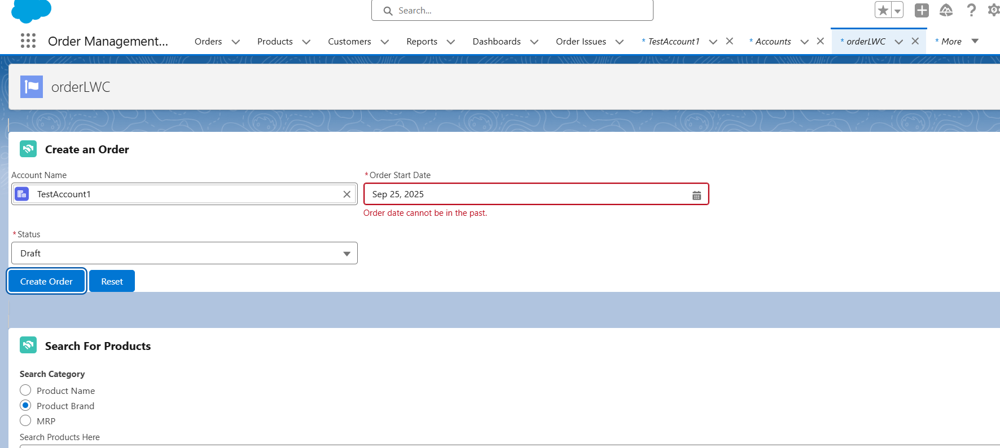 Search...
Order Management... Orders Products Customers Reports Dashboards Order Issues * TestAccount1 * Accounts * orderLWC * More
orderLWC
Create an Order
Account Name
TestAccount1
* Order Start Date
Sep 25, 2025
Order date cannot be in the past.
* Status
Draft
Create Order Reset
Search For Products
Search Category
Product Name
Product Brand
MRP
Search Products Here